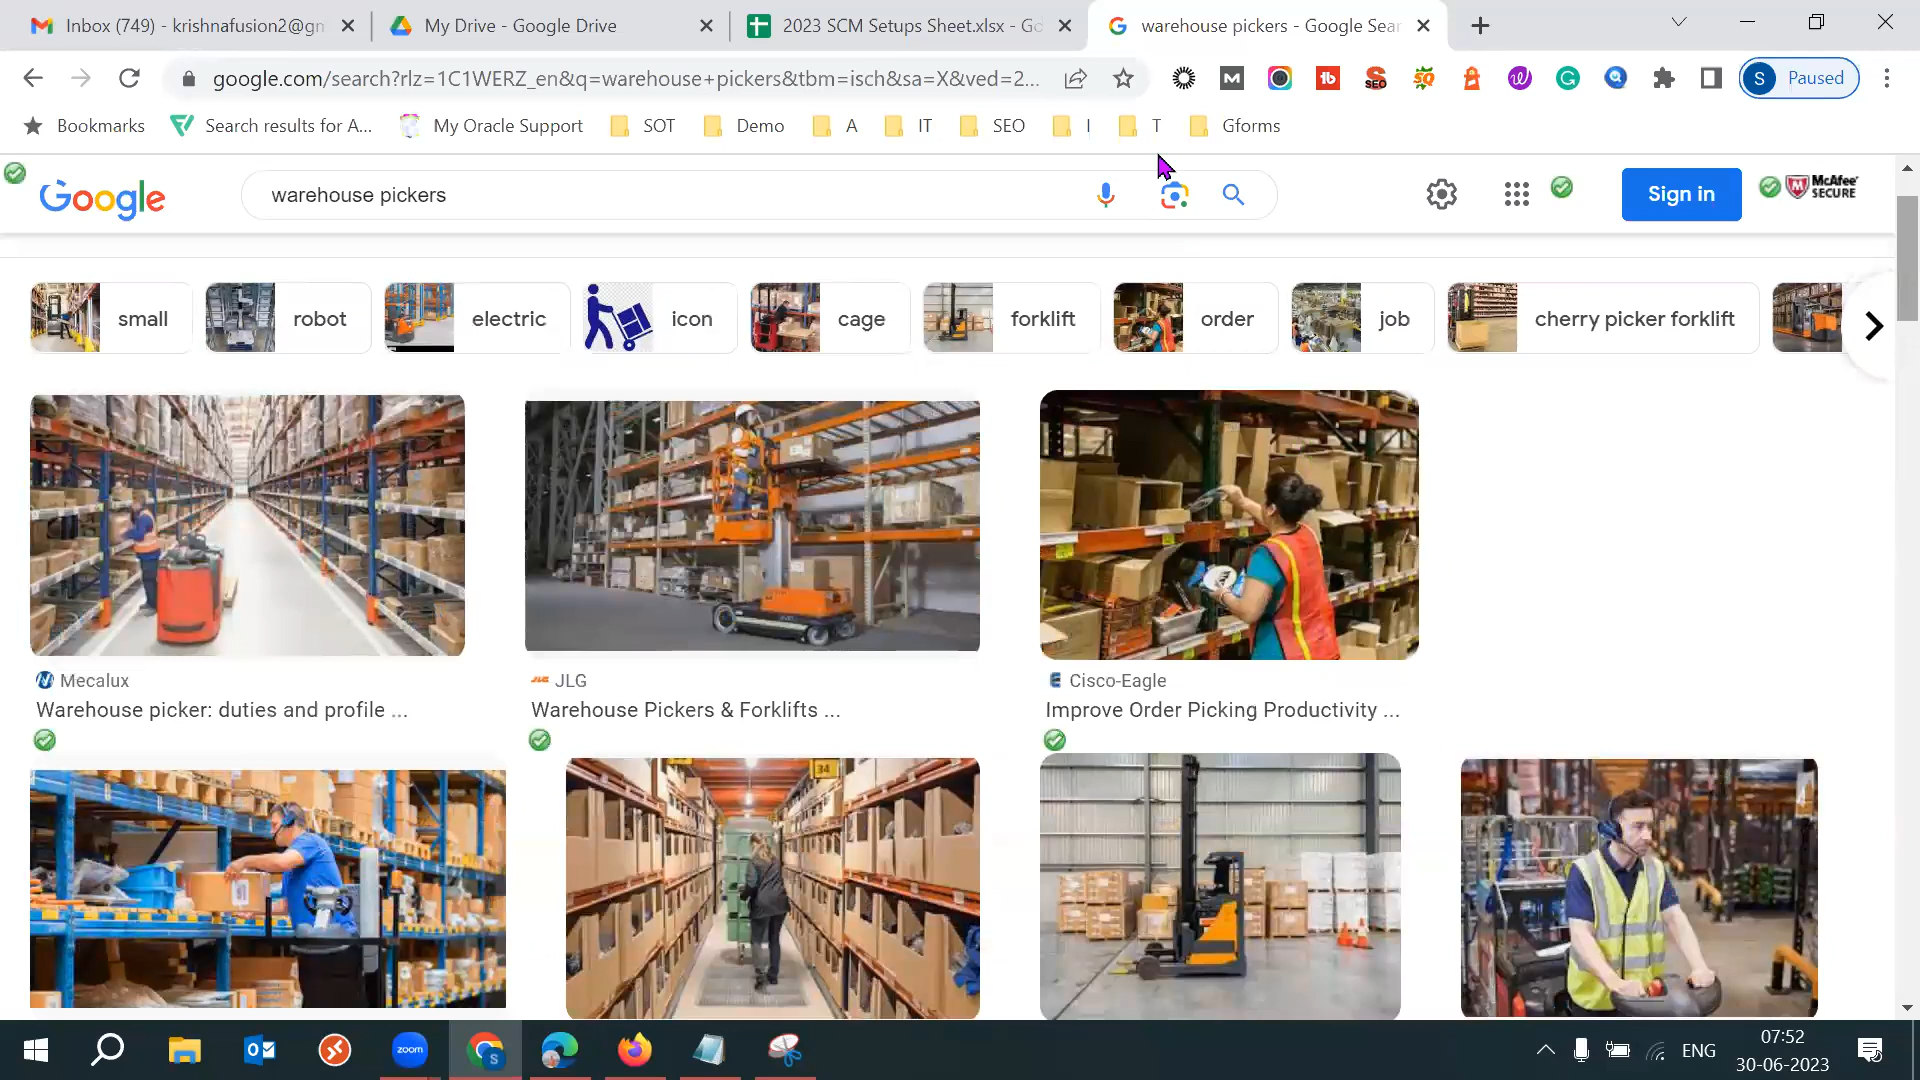 Inbox (749) - krishnafusion2@gn
My Drive - Google Drive
2023 SCM Setups Sheet.xlsx - Go
warehouse pickers - Google Sear
google.com/search?rlz=1C1WERZ_en&q=warehouse+pickers&tbm=isch&sa=X&ved=2...
S Paused
Bookmarks
Search results for A...
My Oracle Support
SOT
Demo
A
IT
SEO
I
T
Gforms
Google
warehouse pickers
Sign in
McAfee SECURE
small
robot
electric
icon
cage
forklift
order
job
cherry picker forklift
Mecalux
Warehouse picker: duties and profile ...
JLG
Warehouse Pickers & Forklifts ...
Cisco-Eagle
Improve Order Picking Productivity ...
34
zoom
ENG
07:52
30-06-2023